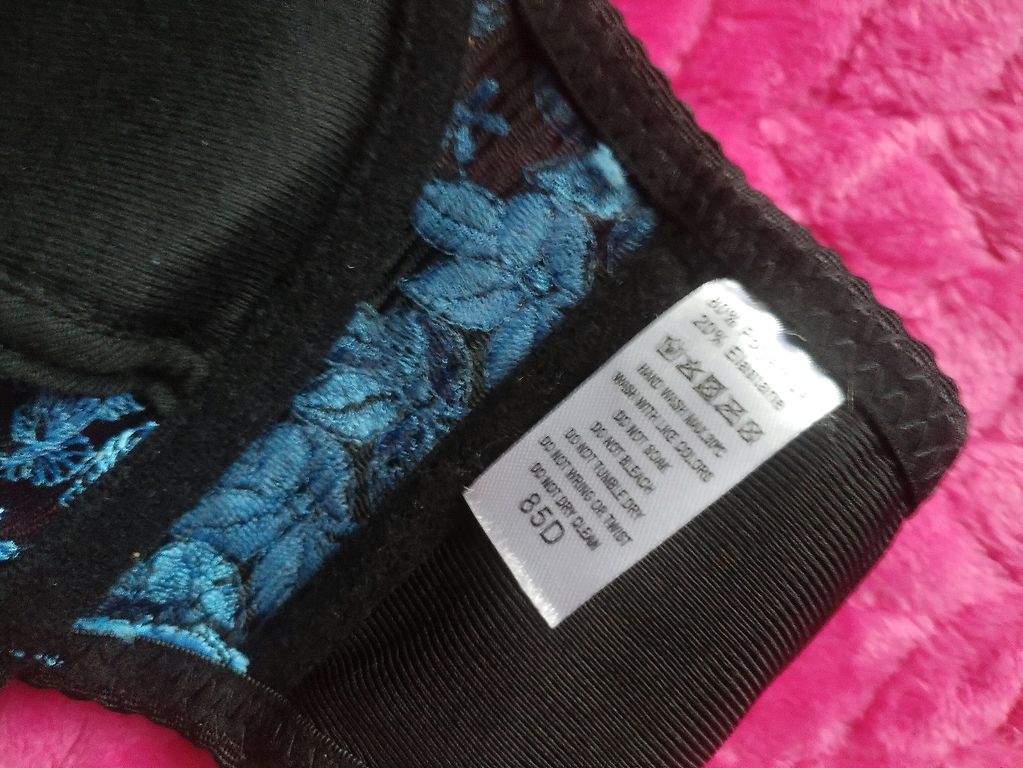 80%
20% Elastane
HAND WASH MAX.30ºC
WASH WITH LIKE COLORS
DO NOT SOAK
DO NOT BLEACH
DO NOT TUMBLE DRY
DO NOT WRING OR TWIST
DO NOT DRY CLEAN
85D